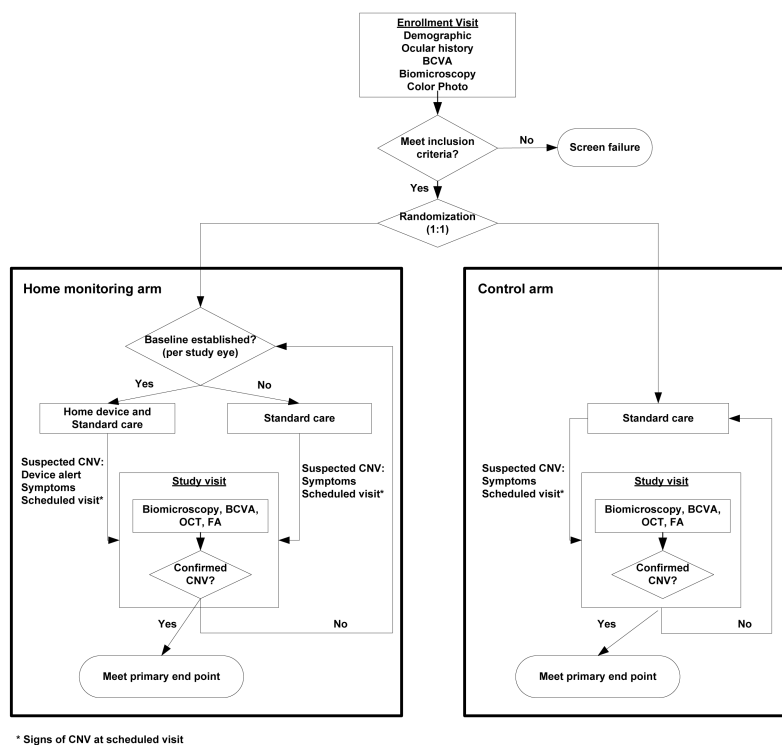 Enrollment Visit
Demographic
Ocular history
BCVA
Biomicroscopy
Color Photo
Meet inclusion
criteria?
No
Screen failure
Yes
Randomization
(1:1)
Home monitoring arm
Baseline established?
(per study eye)
Yes
No
Home device and
Standard care
Standard care
Suspected CNV:
Device alert
Symptoms
Scheduled visit*
Suspected CNV:
Symptoms
Scheduled visit*
Study visit
Biomicroscopy, BCVA,
OCT, FA
Confirmed
CNV?
Yes
No
Meet primary end point
Control arm
Standard care
Suspected CNV:
Symptoms
Scheduled visit*
Study visit
Biomicroscopy, BCVA,
OCT, FA
Confirmed
CNV?
Yes
No
Meet primary end point
* Signs of CNV at scheduled visit